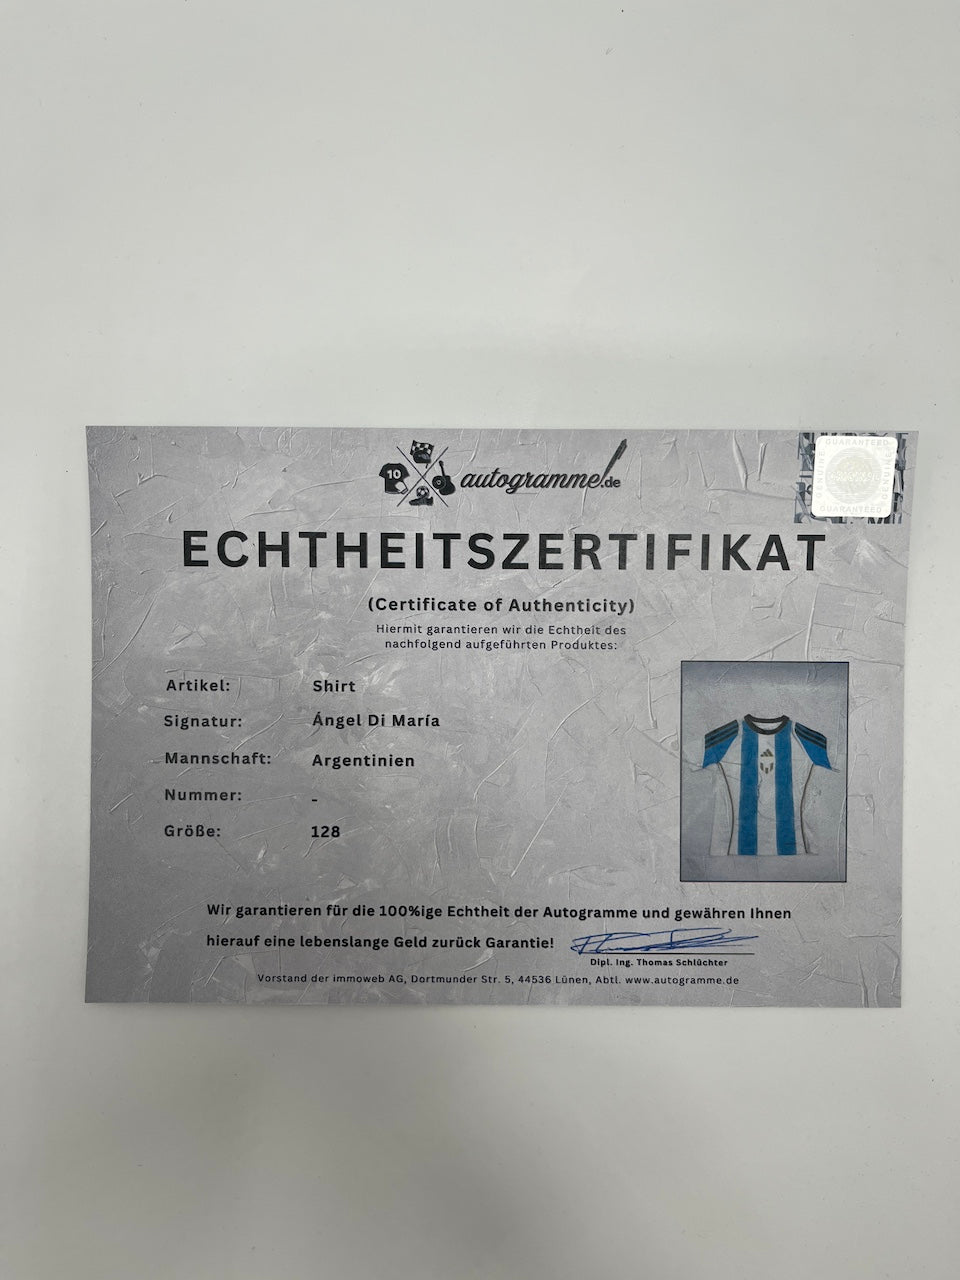 10
autogramme!.de
GUARANTEED
GENUINE
GENUINE
GUARANTEED
ECHTHEITSZERTIFIKAT
(Certificate of Authenticity)
Hiermit garantieren wir die Echtheit des
nachfolgend aufgeführten Produktes:
Artikel: Shirt
Signatur: Ángel Di María
Mannschaft: Argentinien
Nummer: -
Größe: 128
Wir garantieren für die 100%ige Echtheit der Autogramme und gewähren Ihnen
hierauf eine lebenslange Geld zurück Garantie!
Dipl. Ing. Thomas Schlüchter
Vorstand der immoweb AG, Dortmunder Str. 5, 44536 Lünen, Abtl. www.autogramme.de